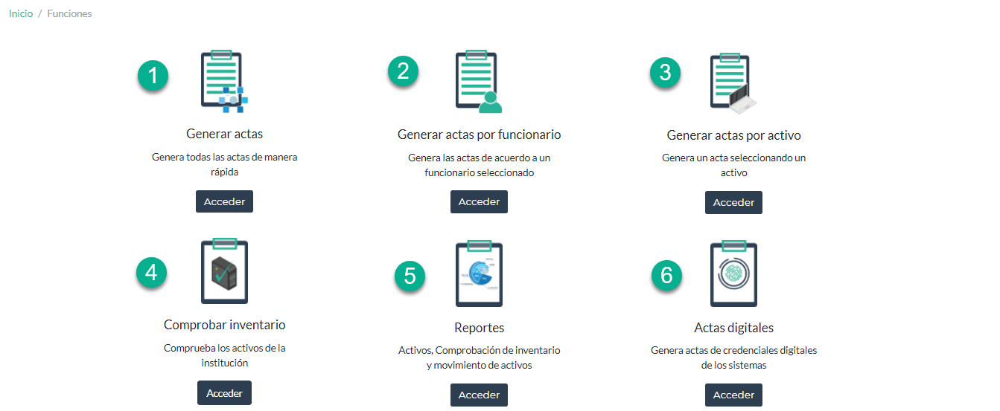 Inicio / Funciones
1
2
3
Generar actas
Genera todas las actas de manera
rápida
Acceder
Generar actas por funcionario
Genera las actas de acuerdo a un
funcionario seleccionado
Acceder
Generar actas por activo
Genera un acta seleccionando un
activo
Acceder
4
5
6
Comprobar inventario
Comprueba los activos de la
institución
Acceder
Reportes
Activos, Comprobación de inventario
y movimiento de activos
Acceder
Actas digitales
Genera actas de credenciales digitales
de los sistemas
Acceder